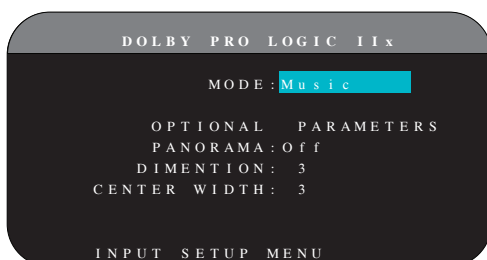 DOLBY PRO LOGIC IIx
MODE:Music
OPTIONAL PARAMETERS
PANORAMA:Off
DIMENTION: 3
CENTER WIDTH: 3
INPUT SETUP MENU